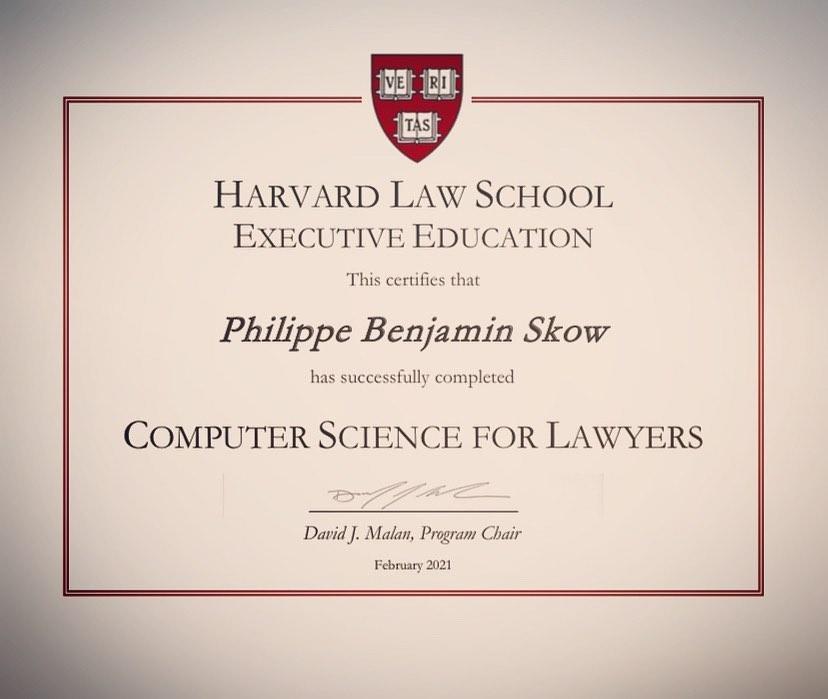 VE RI
TAS
HARVARD LAW SCHOOL
EXECUTIVE EDUCATION
This certifies that
Philippe Benjamin Skow
has successfully completed
COMPUTER SCIENCE FOR LAWYERS
David J. Malan, Program Chair
February 2021